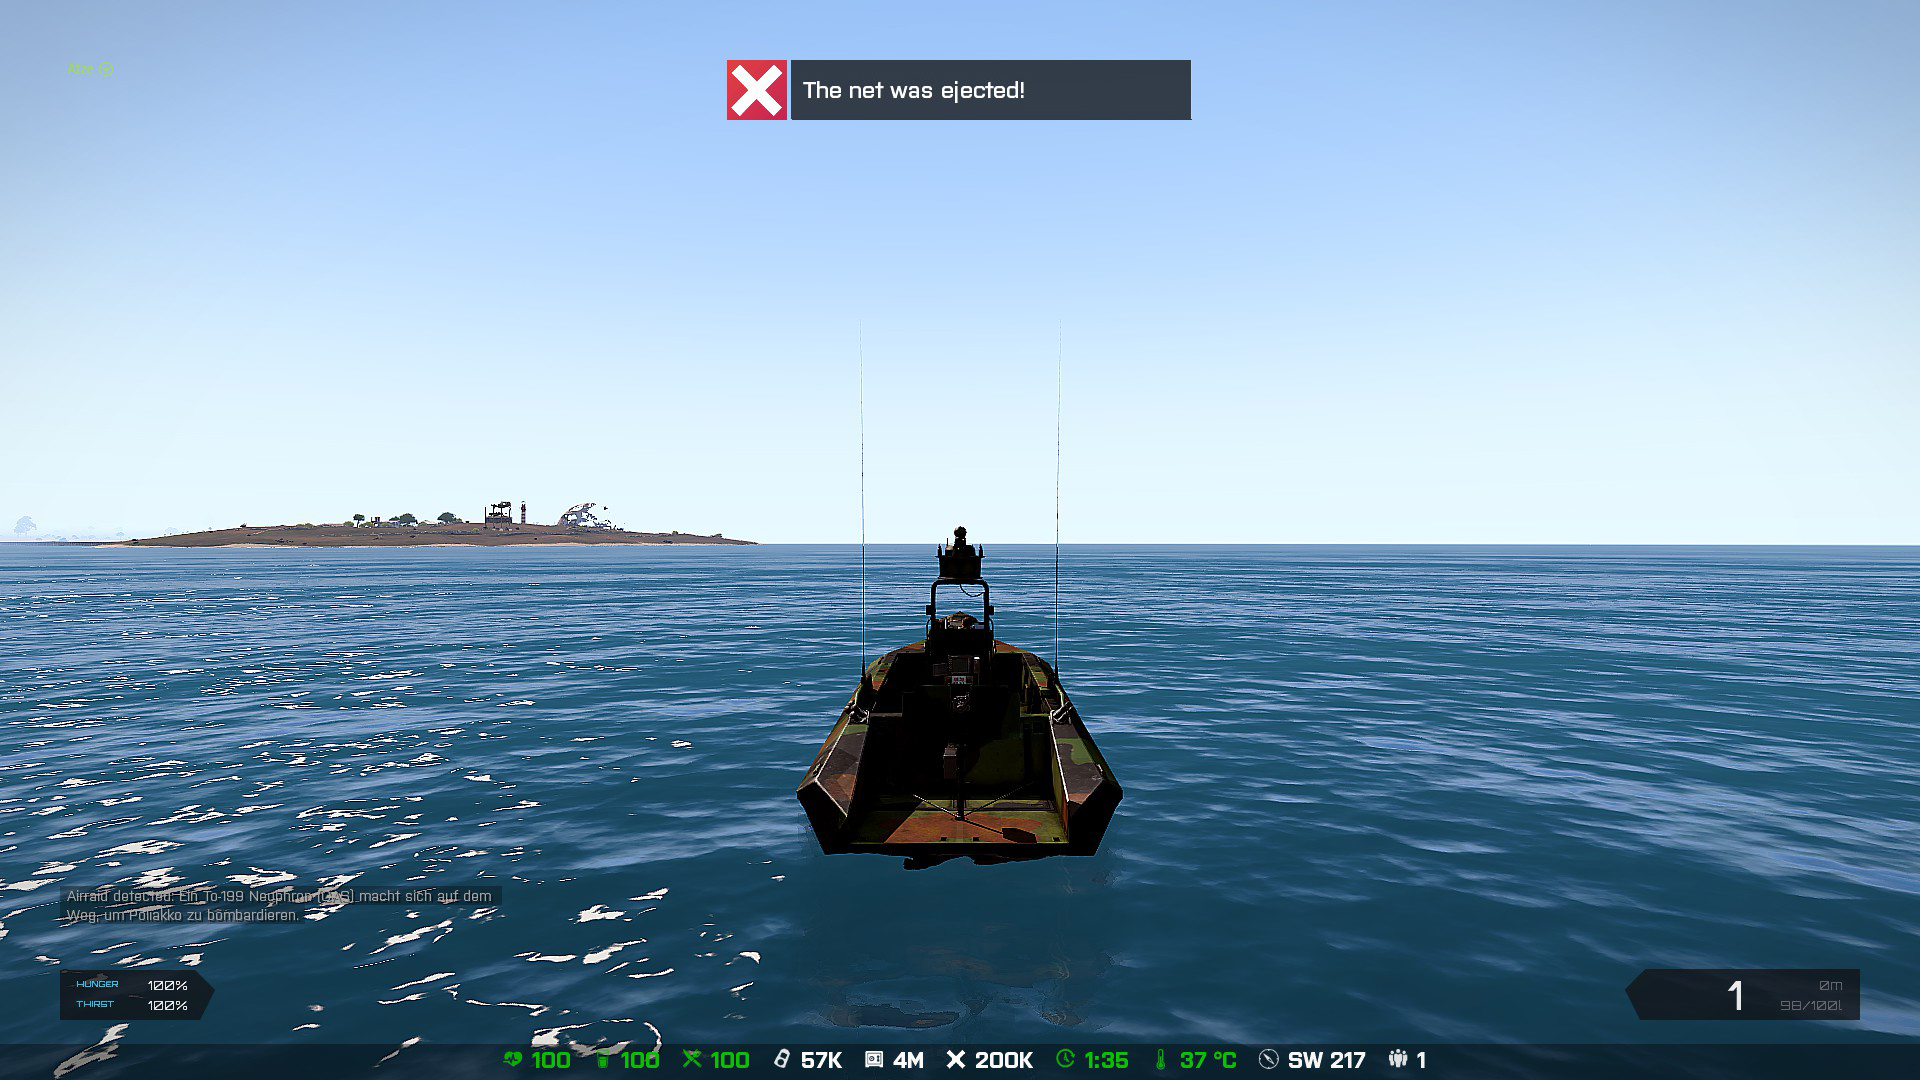 The net was ejected!
Airraid detected: Ein To-199 Neophron (CAS) macht sich auf dem
Weg, um Poliakko zu bombardieren.
HUNGER 100%
THIRST 100%
1 0m
98/100l
100 100 100 57K 4M 200K 1:35 37 °C SW 217 1